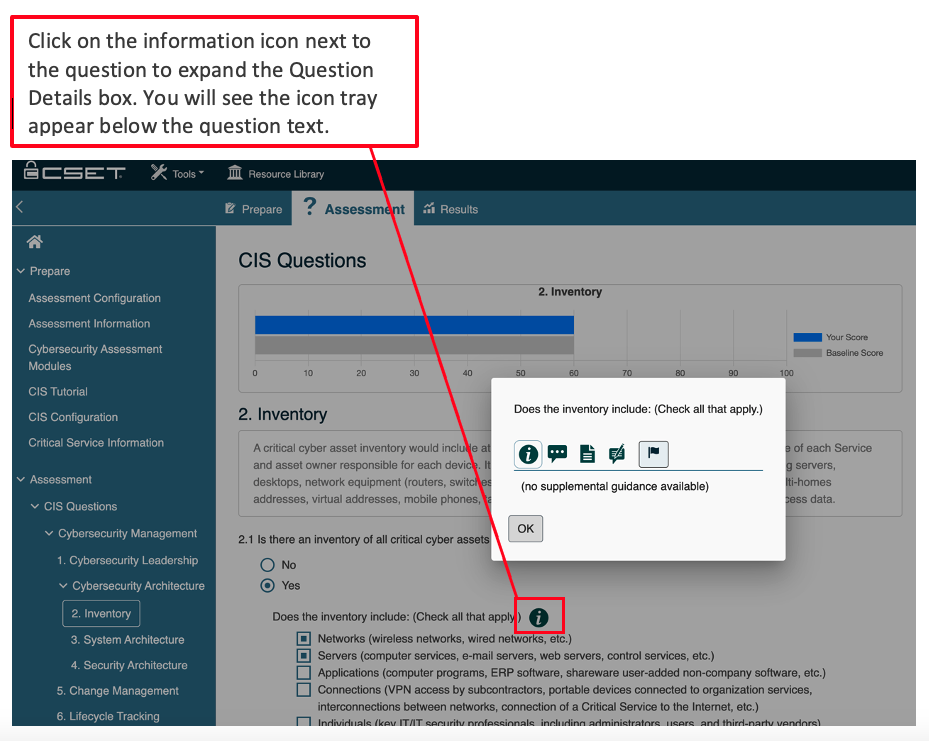 Click on the information icon next to
the question to expand the Question
Details box. You will see the icon tray
appear below the question text.
CSET
Tools
Resource Library
Prepare
? Assessment
Results
Prepare
Assessment Configuration
Assessment Information
Cybersecurity Assessment
Modules
CIS Tutorial
CIS Configuration
Critical Service Information
Assessment
CIS Questions
Cybersecurity Management
1. Cybersecurity Leadership
Cybersecurity Architecture
2. Inventory
3. System Architecture
4. Security Architecture
5. Change Management
6. Lifecycle Tracking
CIS Questions
2. Inventory
Your Score
Baseline Score
0 10 20 30 40 50 60 70 80 90 100
2. Inventory
A critical cyber asset inventory would include at
e of each Service
and asset owner responsible for each device. It
g servers,
desktops, network equipment (routers, switches
lti-homes
addresses, virtual addresses, mobile phones,
cess data.
2.1 Is there an inventory of all critical cyber assets
No
Yes
Does the inventory include: (Check all that apply.)
Networks (wireless networks, wired networks, etc.)
Servers (computer services, e-mail servers, web servers, control services, etc.)
Applications (computer programs, ERP software, shareware user-added non-company software, etc.)
Connections (VPN access by subcontractors, portable devices connected to organization services,
interconnections between networks, connection of a Critical Service to the Internet, etc.)
Individuals (key IT/IT security professionals, including administrators, users, and third-party vendors)
Does the inventory include: (Check all that apply.)
(no supplemental guidance available)
OK